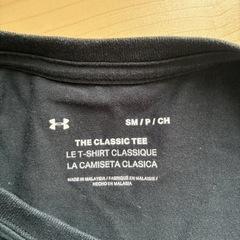 SM / P / CH
THE CLASSIC TEE
LE T-SHIRT CLASSIQUE
LA CAMISETA CLASICA
MADE IN MALAYSIA / FABRIQUÉ EN MALAISIE /
HECHO EN MALASIA